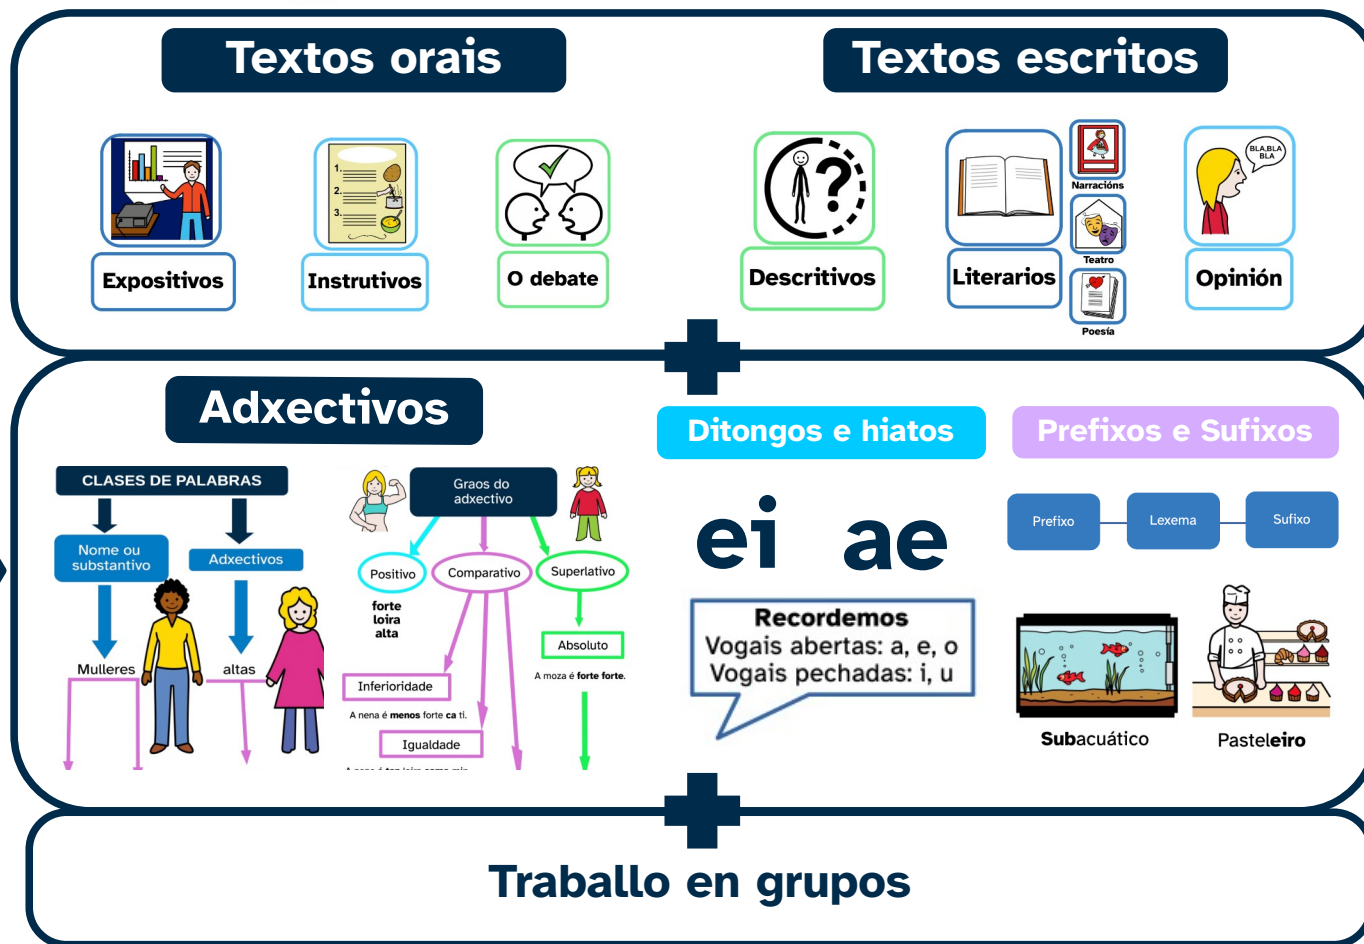 Textos orais
Textos escritos
1.
2.
3.
BLA,BLA
BLA
Expositivos
Instrutivos
O debate
Descritivos
Literarios
Narracións
Teatro
Poesía
Opinión
Adxectivos
CLASES DE PALABRAS
Nome ou
substantivo
Adxectivos
Mulleres
altas
Graos do
adxectivo
Positivo
Comparativo
Superlativo
forte
loira
alta
Absoluto
A moza é forte forte.
Inferioridade
A nena é menos forte ca ti.
Igualdade
Ditongos e hiatos
ei ae
Recordemos
Vogais abertas: a, e, o
Vogais pechadas: i, u
Prefixos e Sufixos
Prefixo
Lexema
Sufixo
Subacuático
Pasteleiro
Traballo en grupos